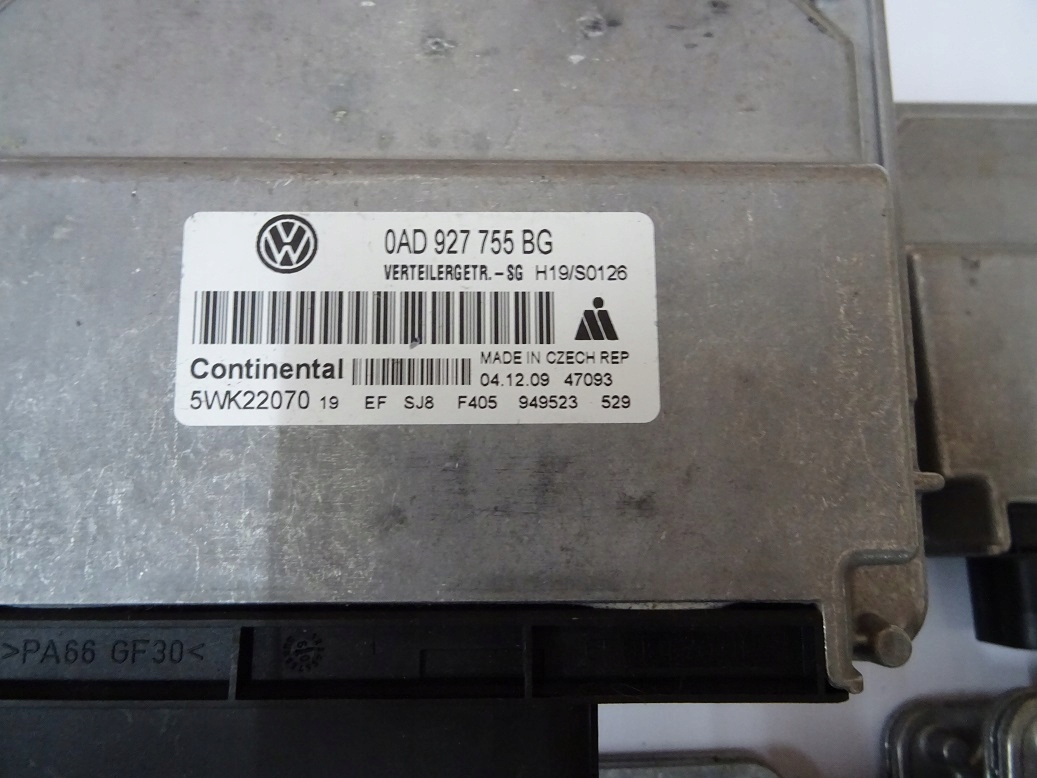 0AD 927 755 BG
VERTEILERGETR.-SG H19/S0126
Continental MADE IN CZECH REP
04.12.09 47093
5WK22070 19 EF SJ8 F405 949523 529
>PA66 GF30<